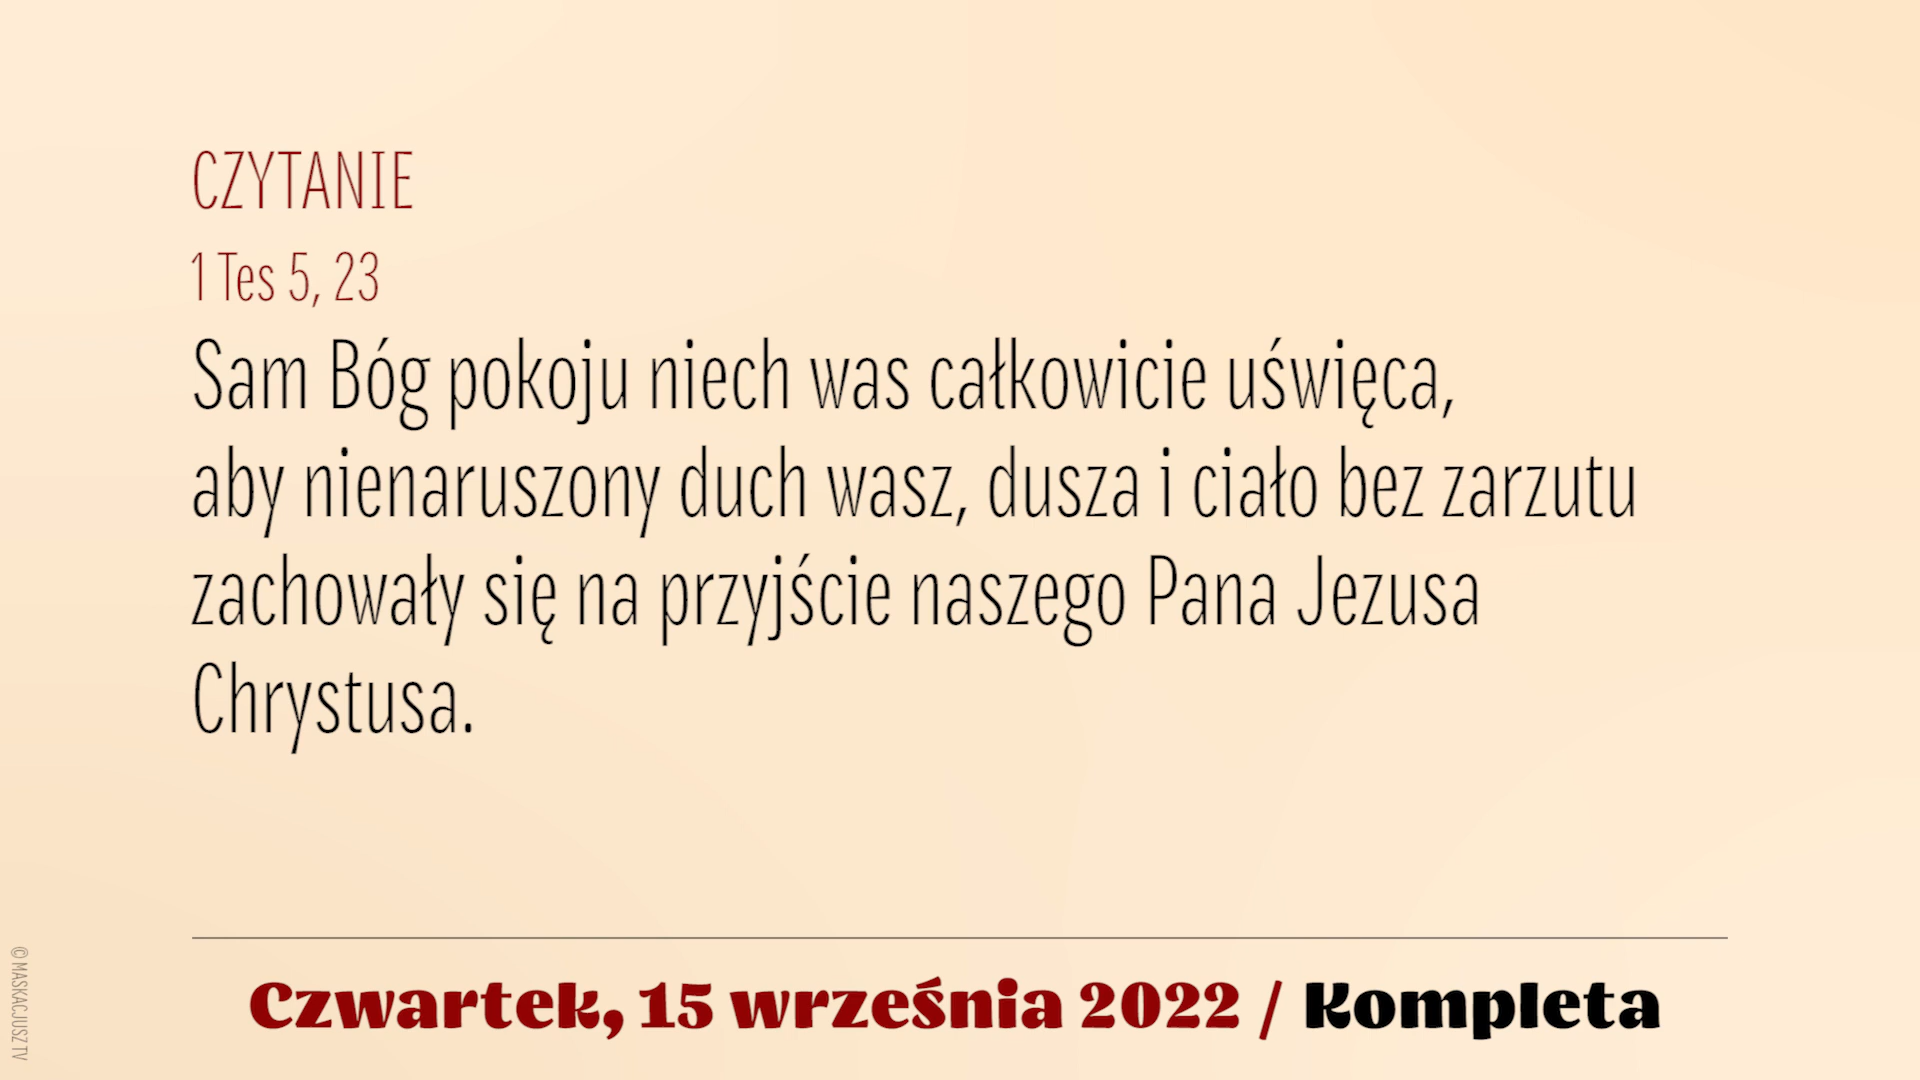 CZYTANIE
1 Tes 5, 23
Sam Bóg pokoju niech was całkowicie uświęca,
aby nienaruszony duch wasz, dusza i ciało bez zarzutu
zachowały się na przyjście naszego Pana Jezusa
Chrystusa.
Czwartek, 15 września 2022 / Kompleta
© MASKACJUSZ TV